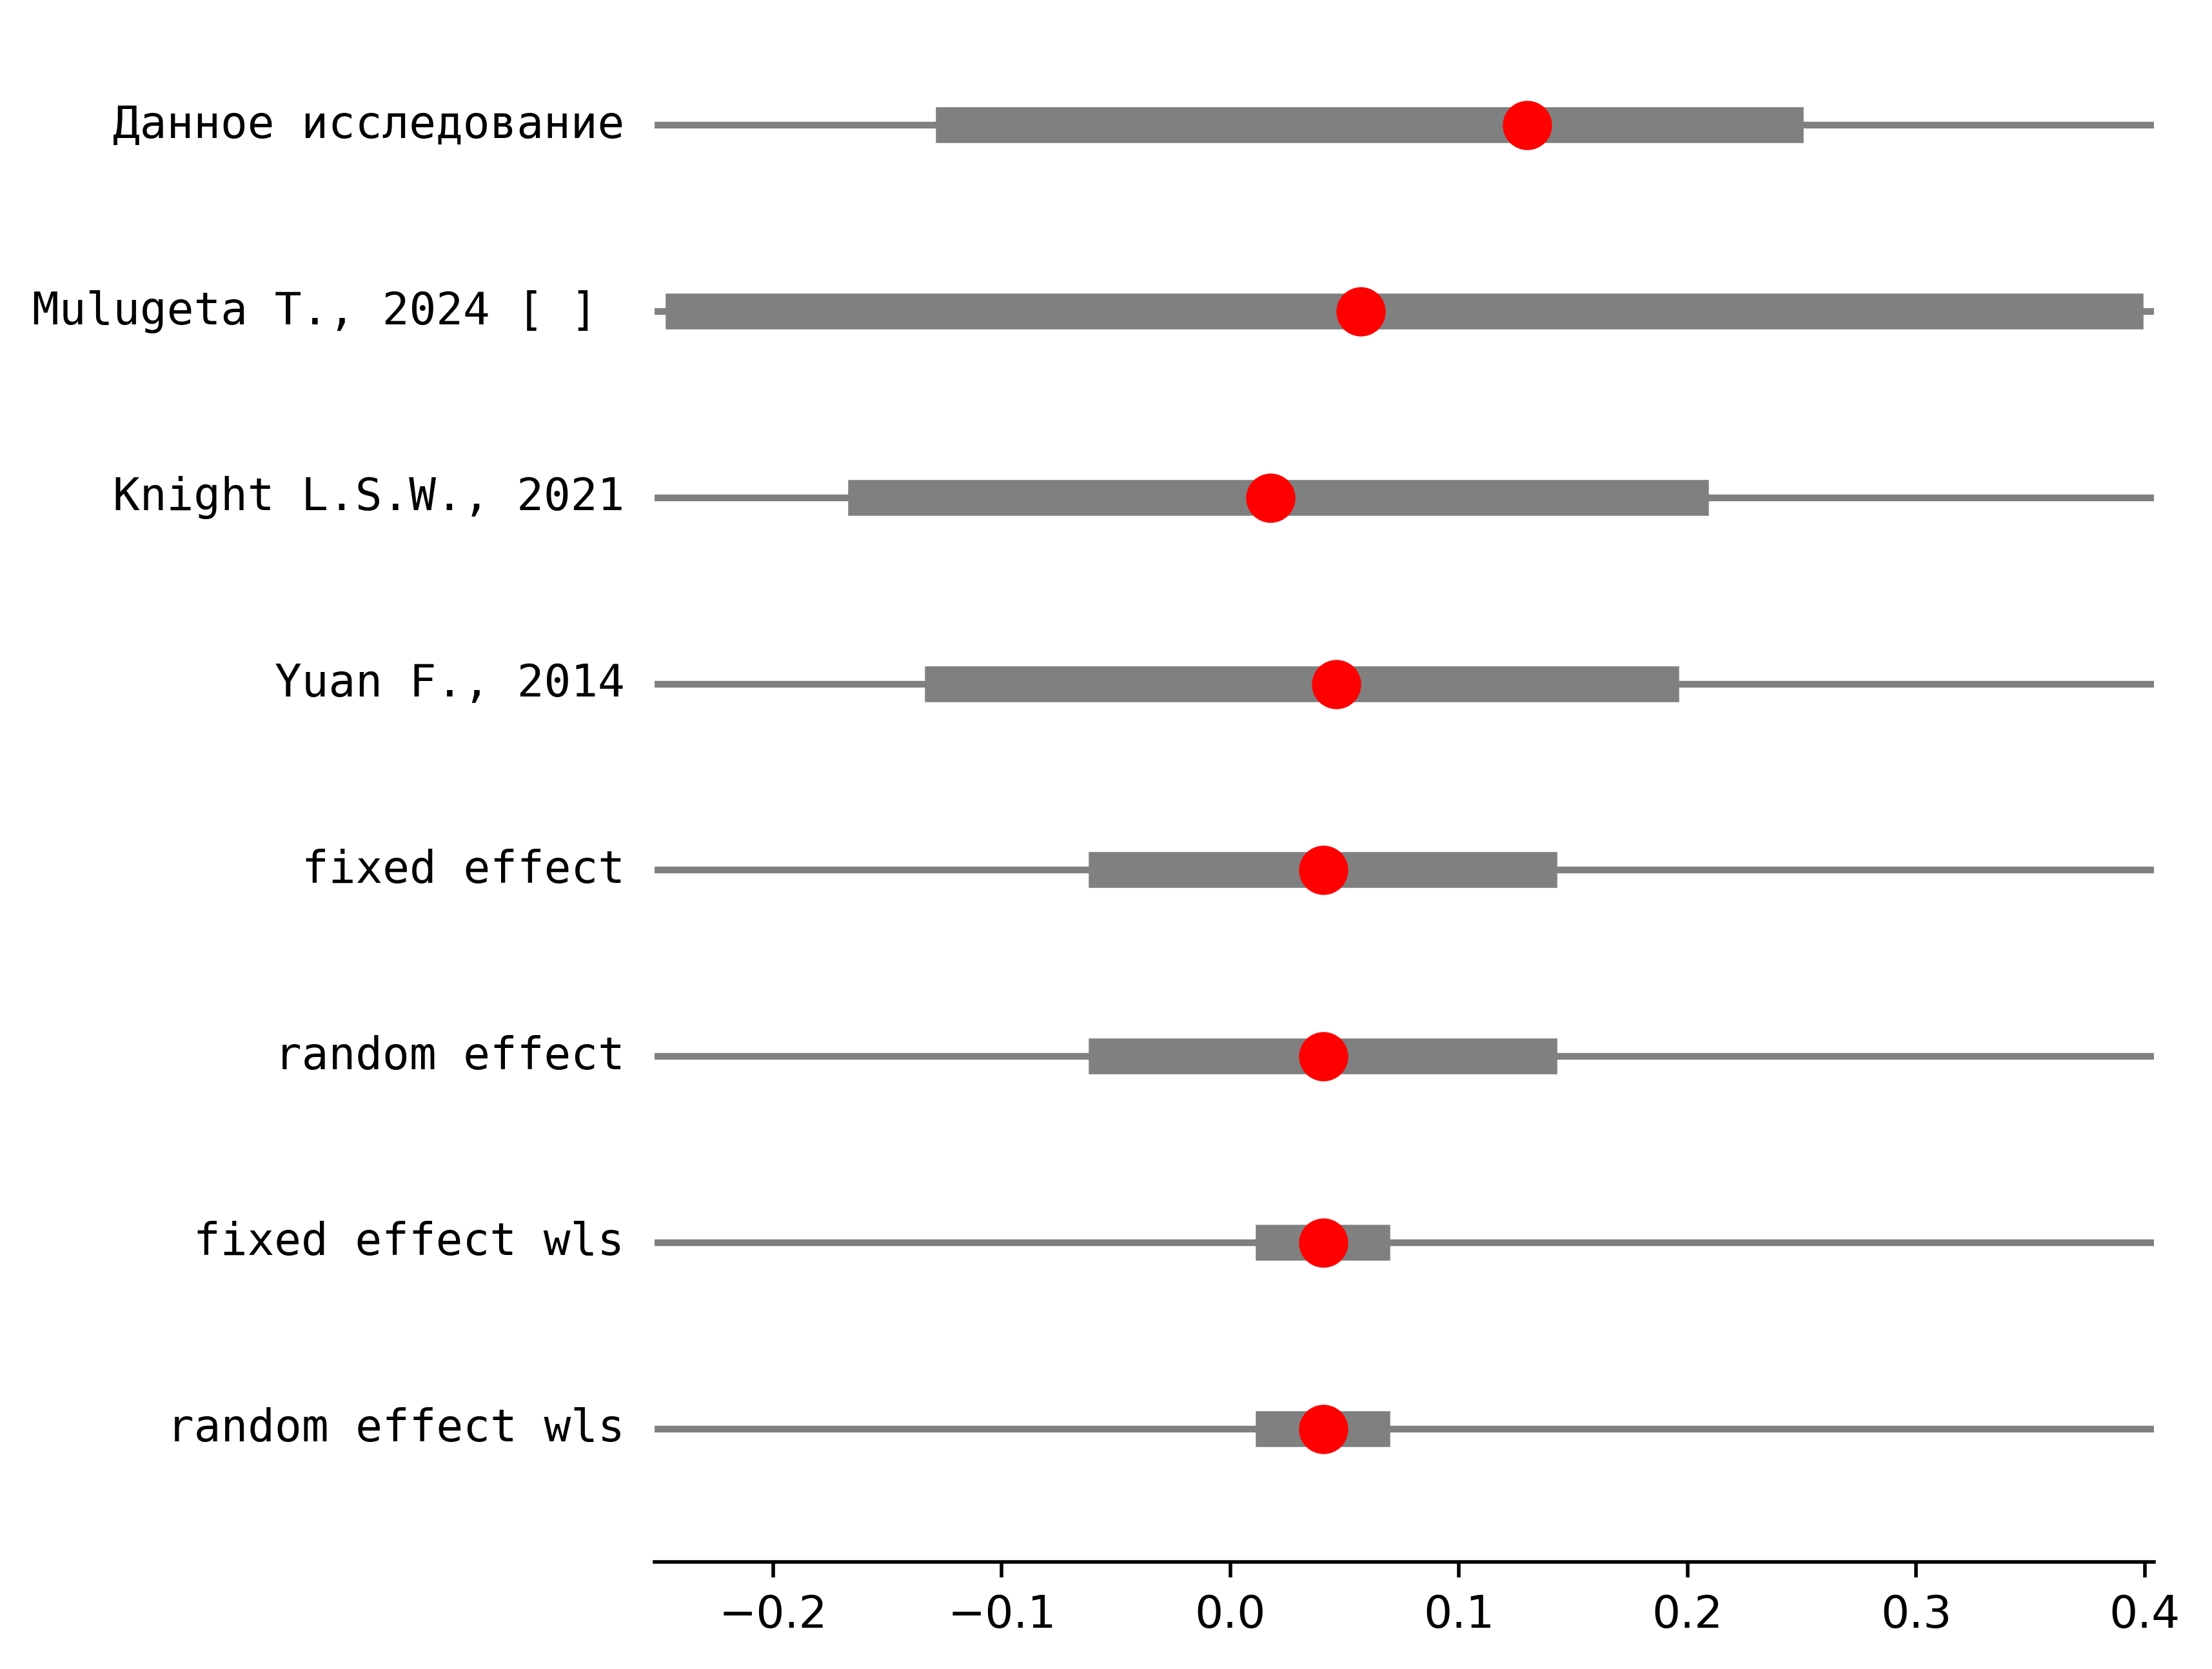 Данное исследование
Mulugeta T., 2024 [ ]
Knight L.S.W., 2021
Yuan F., 2014
fixed effect
random effect
fixed effect wls
random effect wls
−0.2 −0.1 0.0 0.1 0.2 0.3 0.4